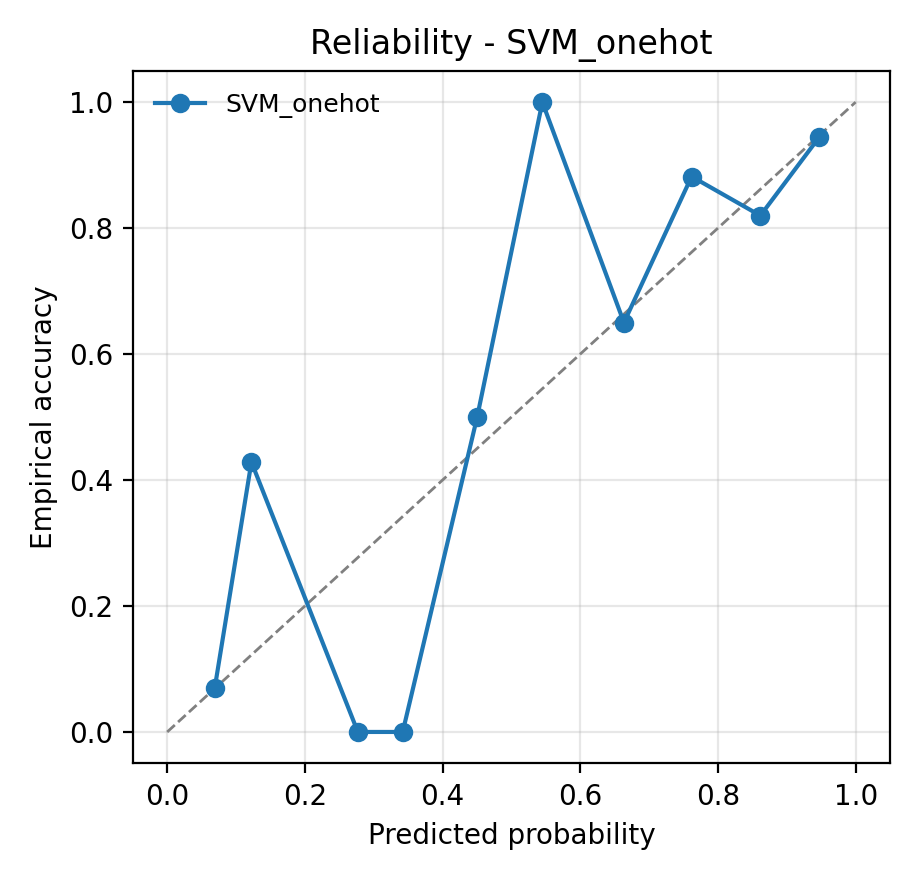 Reliability - SVM_onehot
SVM_onehot
1.0
0.8
0.6
0.4
0.2
0.0
Empirical accuracy
0.0 0.2 0.4 0.6 0.8 1.0
Predicted probability